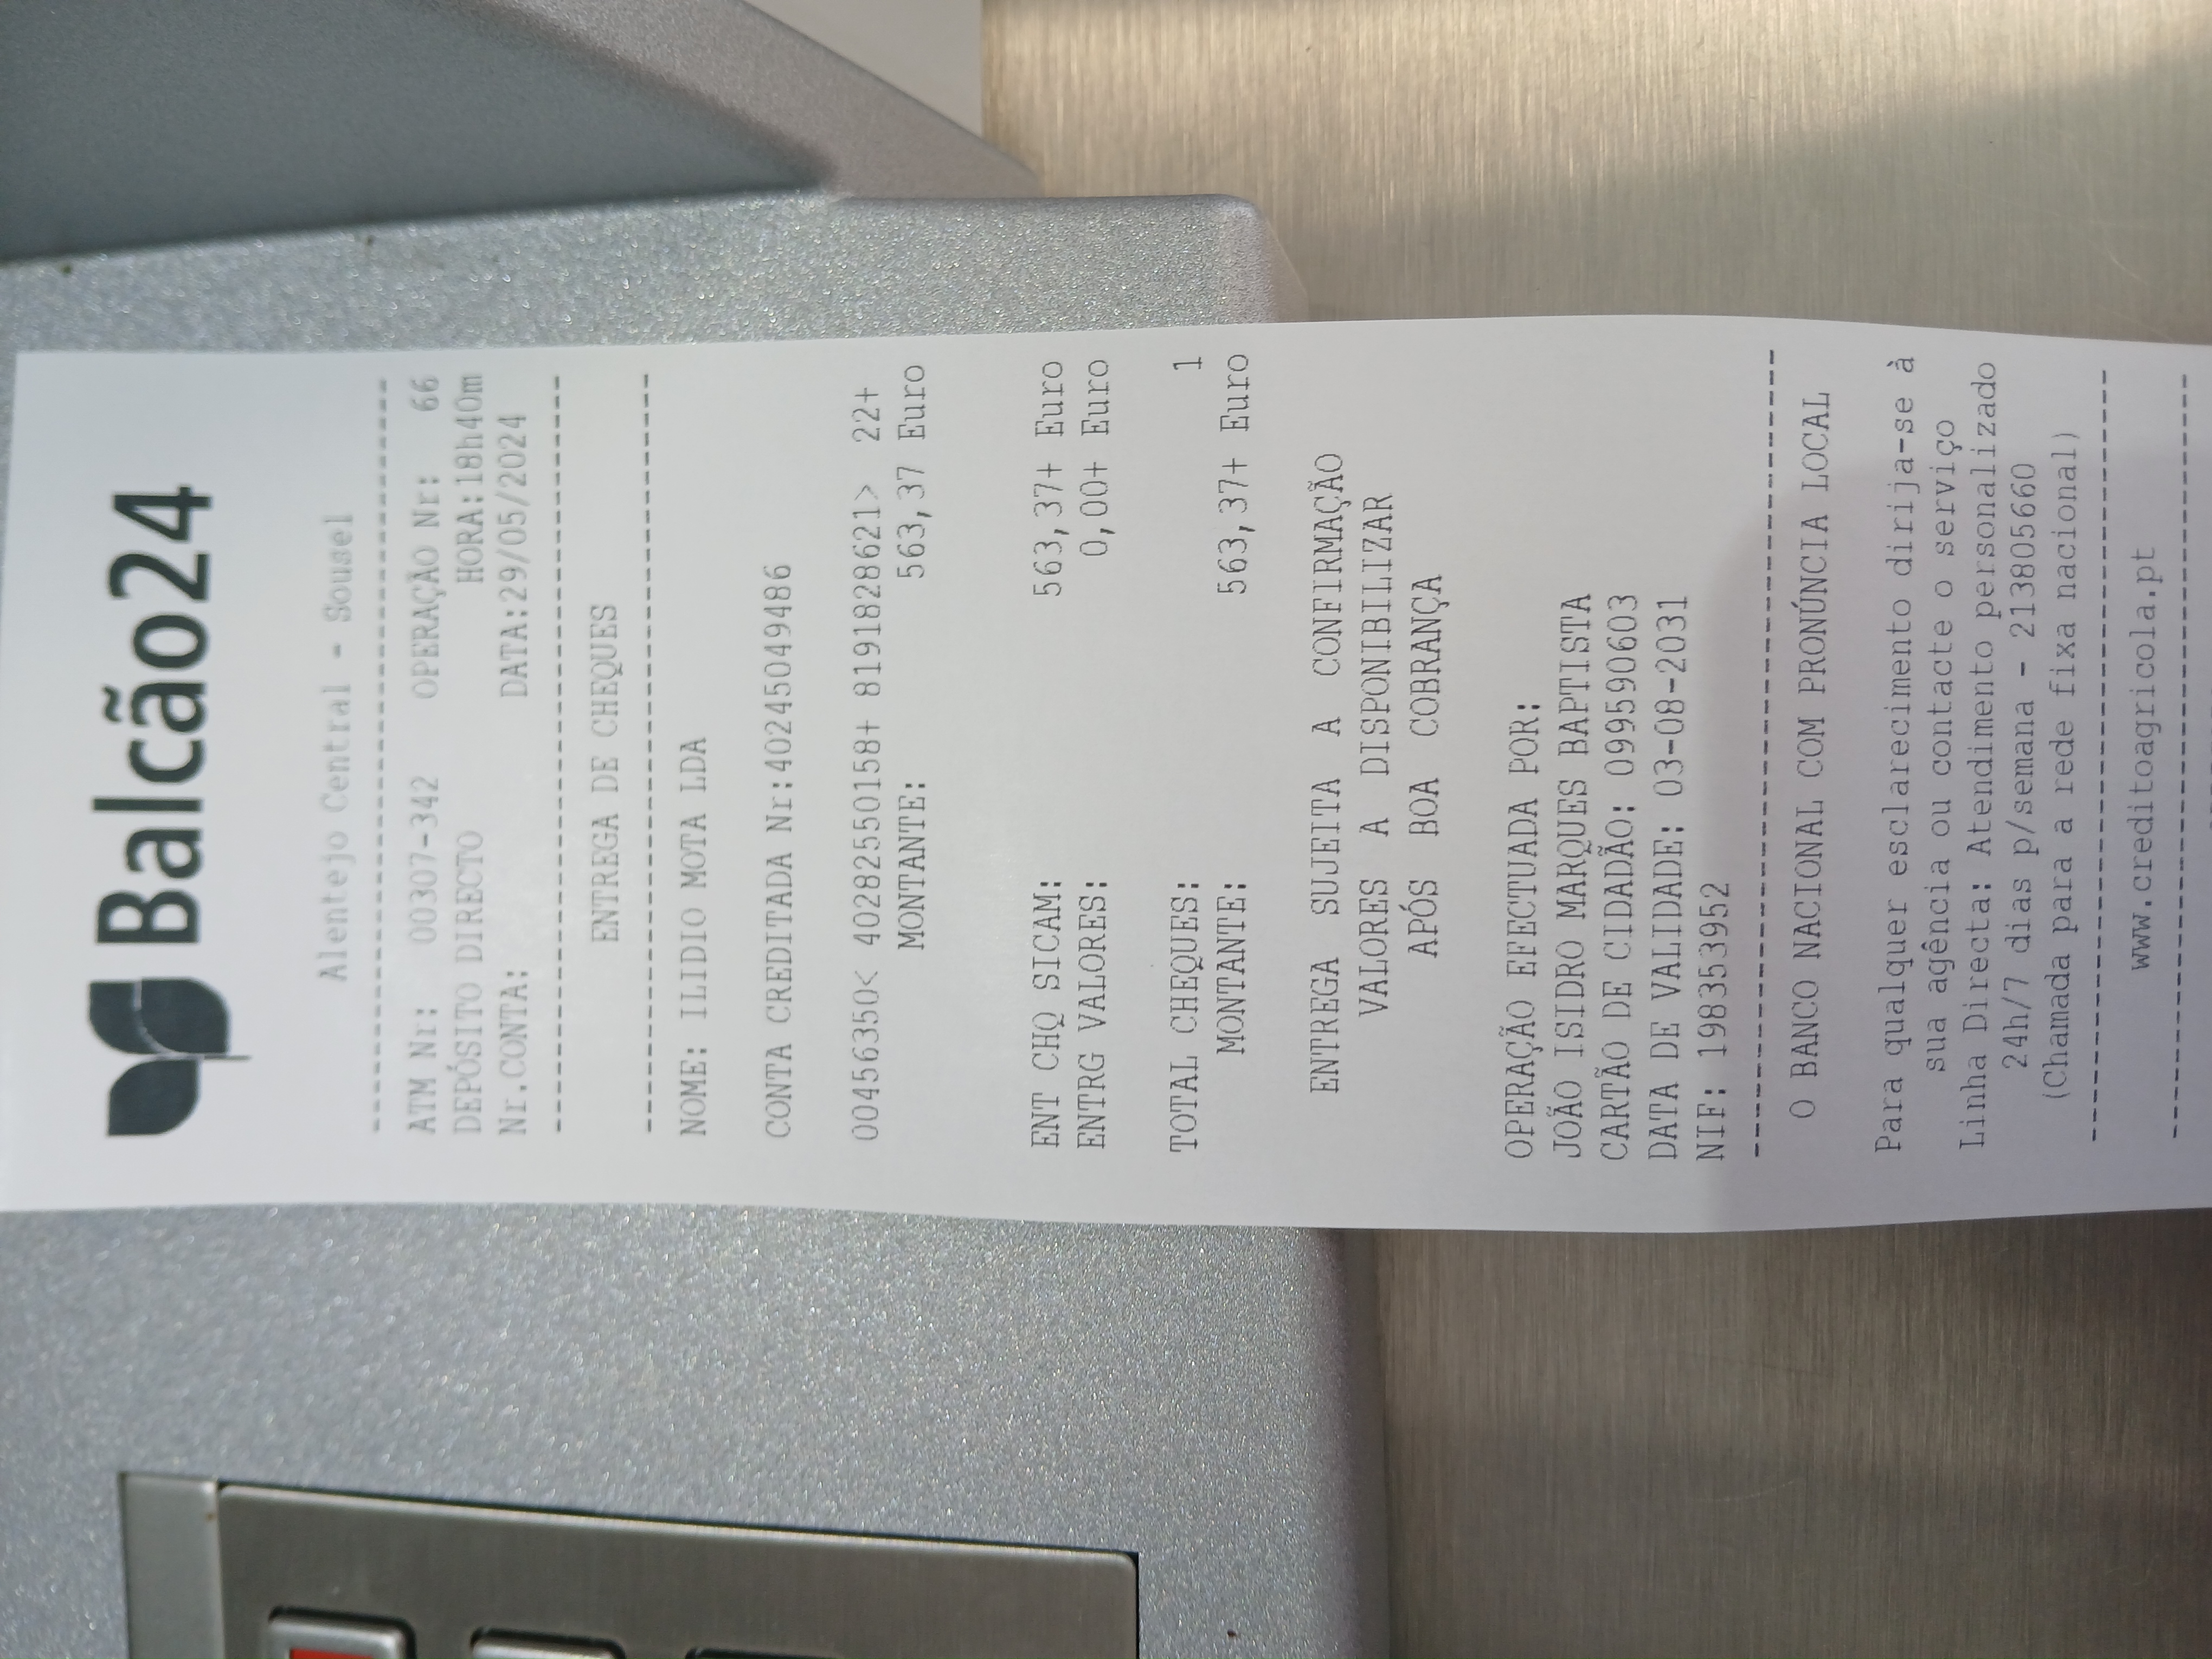 Balcão24
Alentejo Central - Sousel
----------------------------------------
ATM Nr: 00307-342 OPERAÇÃO Nr: 66
DEPÓSITO DIRECTO HORA:18h40m
Nr.CONTA: DATA:29/05/2024
----------------------------------------
ENTREGA DE CHEQUES
----------------------------------------
NOME: ILIDIO MOTA LDA
CONTA CREDITADA Nr:40245049486
00456350< 40282550158+ 8191828621> 22+
MONTANTE: 563,37 Euro
ENT CHQ SICAM: 563,37+ Euro
ENTRG VALORES: 0,00+ Euro
TOTAL CHEQUES: 1
MONTANTE: 563,37+ Euro
ENTREGA SUJEITA A CONFIRMAÇÃO
VALORES A DISPONIBILIZAR
APÓS BOA COBRANÇA
OPERAÇÃO EFECTUADA POR:
JOÃO ISIDRO MARQUES BAPTISTA
CARTÃO DE CIDADÃO: 099590603
DATA DE VALIDADE: 03-08-2031
NIF: 198353952
----------------------------------------
O BANCO NACIONAL COM PRONÚNCIA LOCAL
Para qualquer esclarecimento dirija-se à
sua agência ou contacte o serviço
Linha Directa: Atendimento personalizado
24h/7 dias p/semana - 213805660
(Chamada para a rede fixa nacional)
----------------------------------------
www.creditoagricola.pt
----------------------------------------